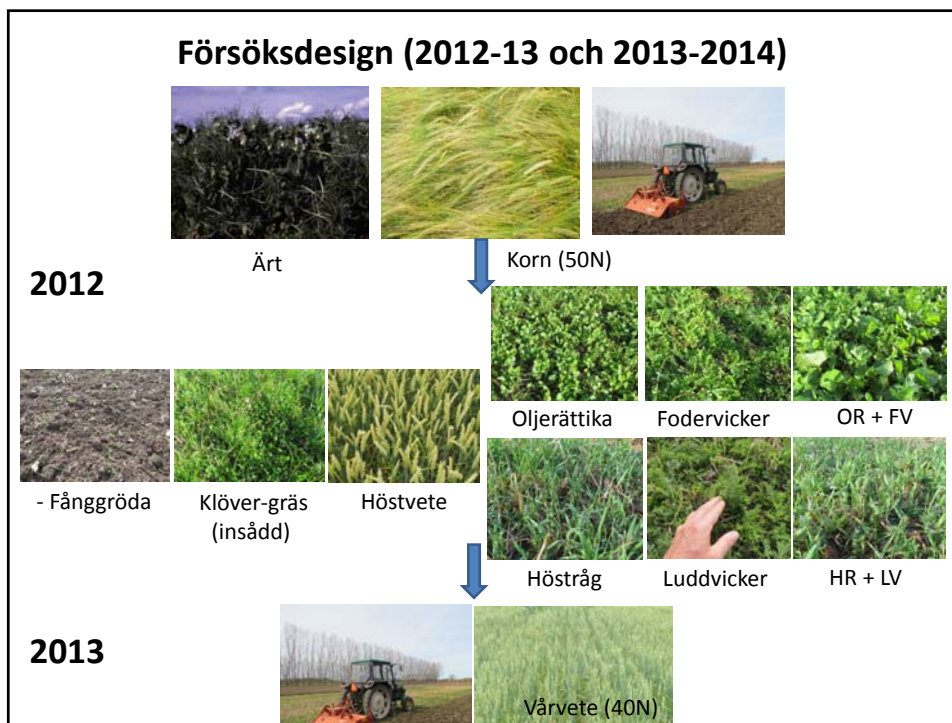 Försöksdesign (2012-13 och 2013-2014)
Ärt
Korn (50N)
2012
Oljerättika
Fodervicker
OR + FV
- Fånggröda
Klöver-gräs
(insådd)
Höstvete
Höstråg
Luddvicker
HR + LV
2013
Vårvete (40N)